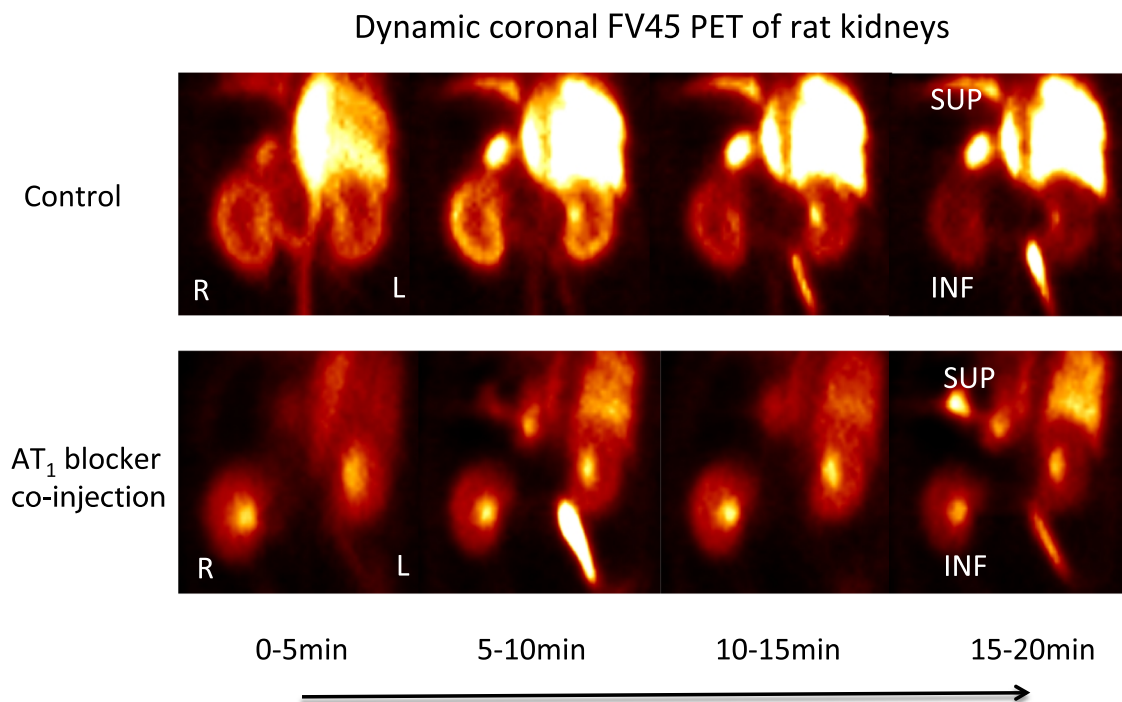 Dynamic coronal FV45 PET of rat kidneys
Control
SUP
R
L
INF
AT₁ blocker
co-injection
SUP
R
L
INF
0-5min
5-10min
10-15min
15-20min